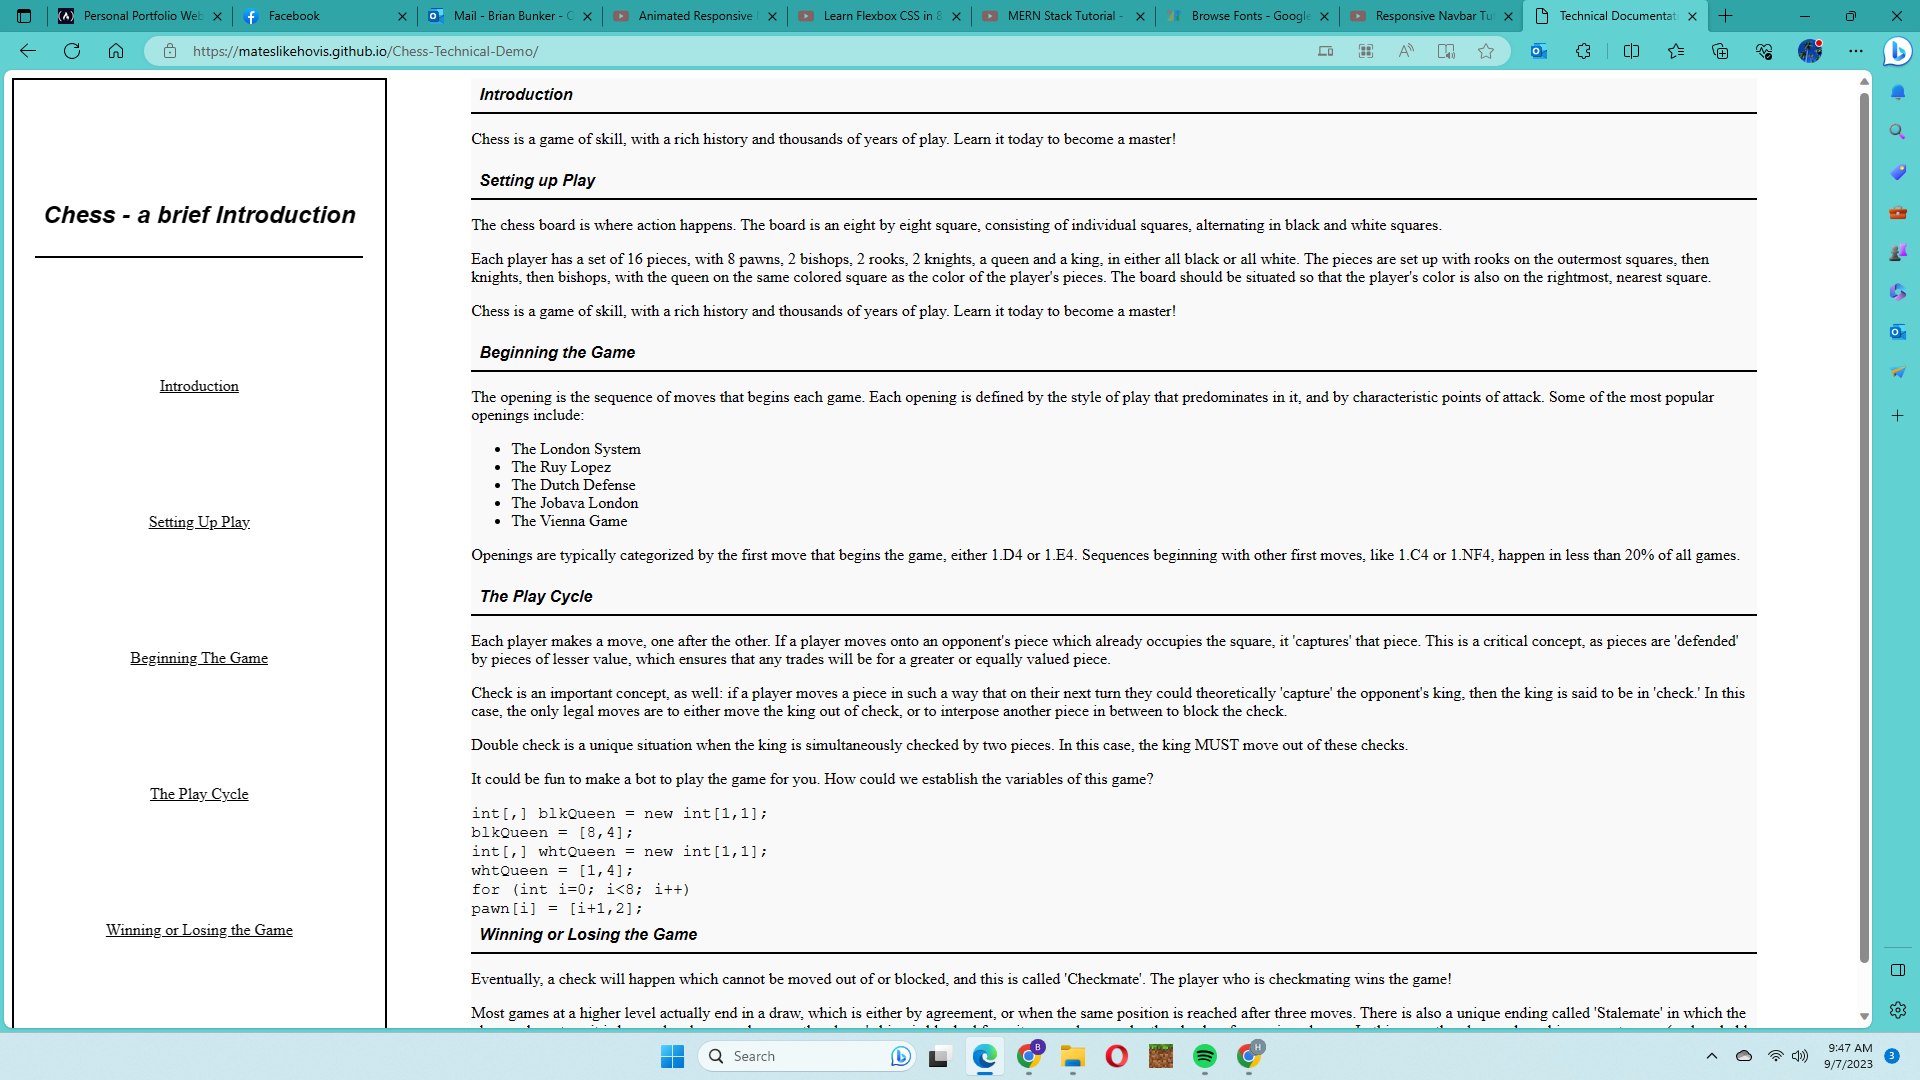 Personal Portfolio Web
Facebook
Mail - Brian Bunker - C
Animated Responsive
Learn Flexbox CSS in 8
MERN Stack Tutorial -
Browse Fonts - Google
Responsive Navbar Tu
Technical Documentat
https://mateslikehovis.github.io/Chess-Technical-Demo/
Chess - a brief Introduction
Introduction
Setting Up Play
Beginning The Game
The Play Cycle
Winning or Losing the Game
Introduction
Chess is a game of skill, with a rich history and thousands of years of play. Learn it today to become a master!
Setting up Play
The chess board is where action happens. The board is an eight by eight square, consisting of individual squares, alternating in black and white squares.
Each player has a set of 16 pieces, with 8 pawns, 2 bishops, 2 rooks, 2 knights, a queen and a king, in either all black or all white. The pieces are set up with rooks on the outermost squares, then
knights, then bishops, with the queen on the same colored square as the color of the player's pieces. The board should be situated so that the player's color is also on the rightmost, nearest square.
Chess is a game of skill, with a rich history and thousands of years of play. Learn it today to become a master!
Beginning the Game
The opening is the sequence of moves that begins each game. Each opening is defined by the style of play that predominates in it, and by characteristic points of attack. Some of the most popular
openings include:
• The London System
• The Ruy Lopez
• The Dutch Defense
• The Jobava London
• The Vienna Game
Openings are typically categorized by the first move that begins the game, either 1.D4 or 1.E4. Sequences beginning with other first moves, like 1.C4 or 1.NF4, happen in less than 20% of all games.
The Play Cycle
Each player makes a move, one after the other. If a player moves onto an opponent's piece which already occupies the square, it 'captures' that piece. This is a critical concept, as pieces are 'defended'
by pieces of lesser value, which ensures that any trades will be for a greater or equally valued piece.
Check is an important concept, as well: if a player moves a piece in such a way that on their next turn they could theoretically 'capture' the opponent's king, then the king is said to be in 'check.' In this
case, the only legal moves are to either move the king out of check, or to interpose another piece in between to block the check.
Double check is a unique situation when the king is simultaneously checked by two pieces. In this case, the king MUST move out of these checks.
It could be fun to make a bot to play the game for you. How could we establish the variables of this game?
int[,] blkQueen = new int[1,1];
blkQueen = [8,4];
int[,] whtQueen = new int[1,1];
whtQueen = [1,4];
for (int i=0; i<8; i++)
pawn[i] = [i+1,2];
Winning or Losing the Game
Eventually, a check will happen which cannot be moved out of or blocked, and this is called 'Checkmate'. The player who is checkmating wins the game!
Most games at a higher level actually end in a draw, which is either by agreement, or when the same position is reached after three moves. There is also a unique ending called 'Stalemate' in which the
Search
B
H
9:47 AM
9/7/2023
3